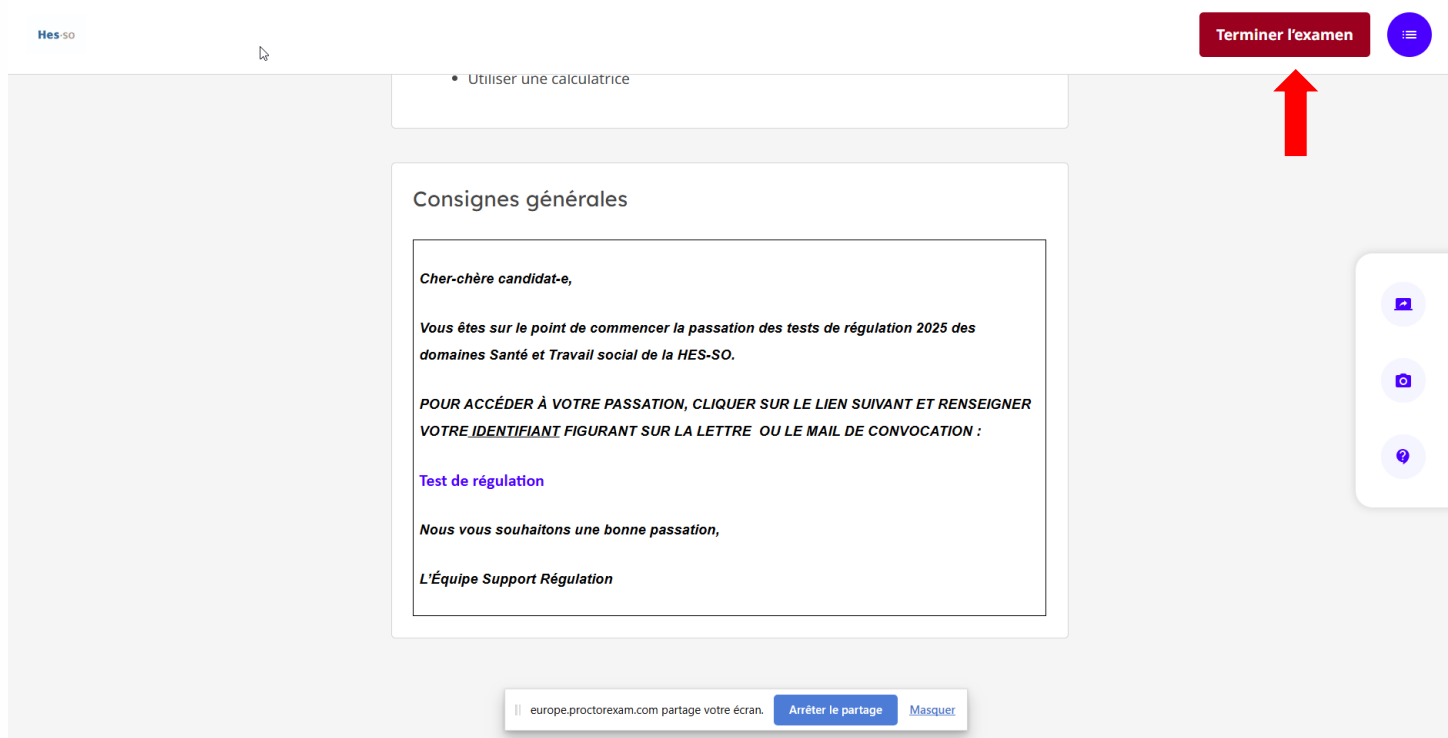 Hes-so
Terminer l'examen
• Utiliser une calculatrice
Consignes générales
Cher-chère candidat-e,
Vous êtes sur le point de commencer la passation des tests de régulation 2025 des
domaines Santé et Travail social de la HES-SO.
POUR ACCÉDER À VOTRE PASSATION, CLIQUER SUR LE LIEN SUIVANT ET RENSEIGNER
VOTRE IDENTIFIANT FIGURANT SUR LA LETTRE OU LE MAIL DE CONVOCATION :
Test de régulation
Nous vous souhaitons une bonne passation,
L'Équipe Support Régulation
europe.proctorexam.com partage votre écran. Arrêter le partage Masquer